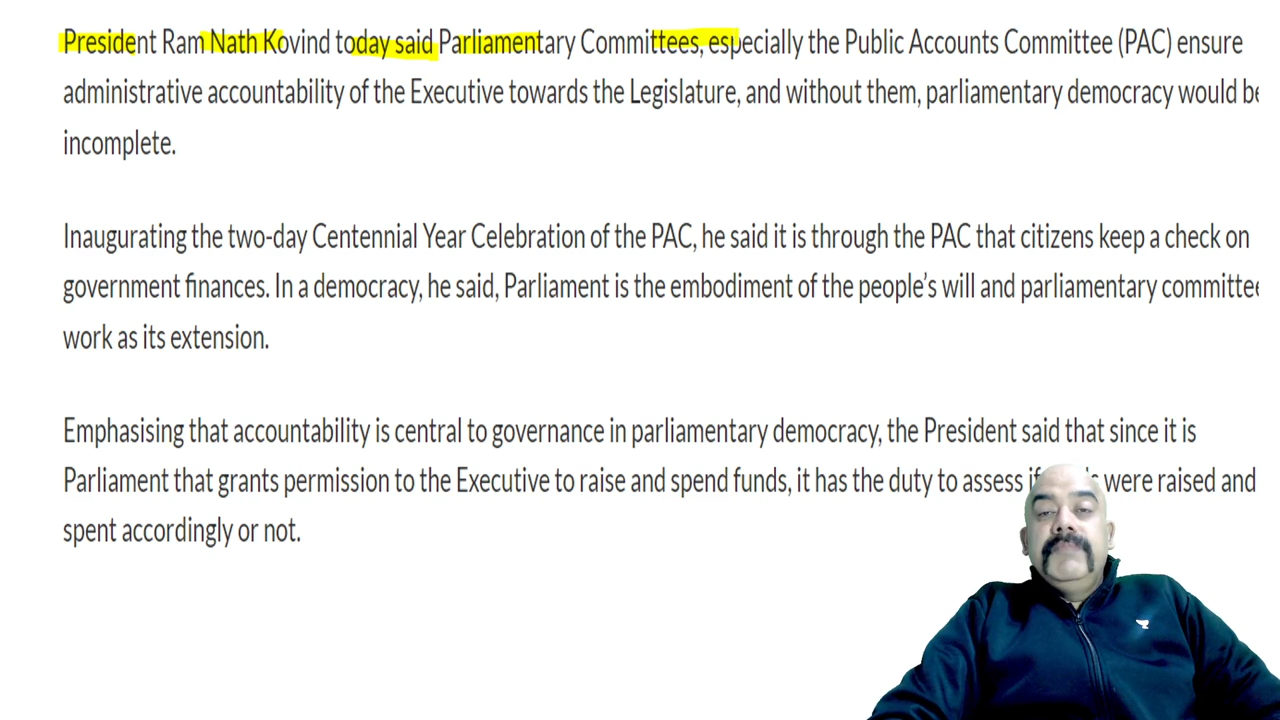 President Ram Nath Kovind today said Parliamentary Committees, especially the Public Accounts Committee (PAC) ensure
administrative accountability of the Executive towards the Legislature, and without them, parliamentary democracy would be
incomplete.
Inaugurating the two-day Centennial Year Celebration of the PAC, he said it is through the PAC that citizens keep a check on
government finances. In a democracy, he said, Parliament is the embodiment of the people’s will and parliamentary committee
work as its extension.
Emphasising that accountability is central to governance in parliamentary democracy, the President said that since it is
Parliament that grants permission to the Executive to raise and spend funds, it has the duty to assess were raised and
spent accordingly or not.